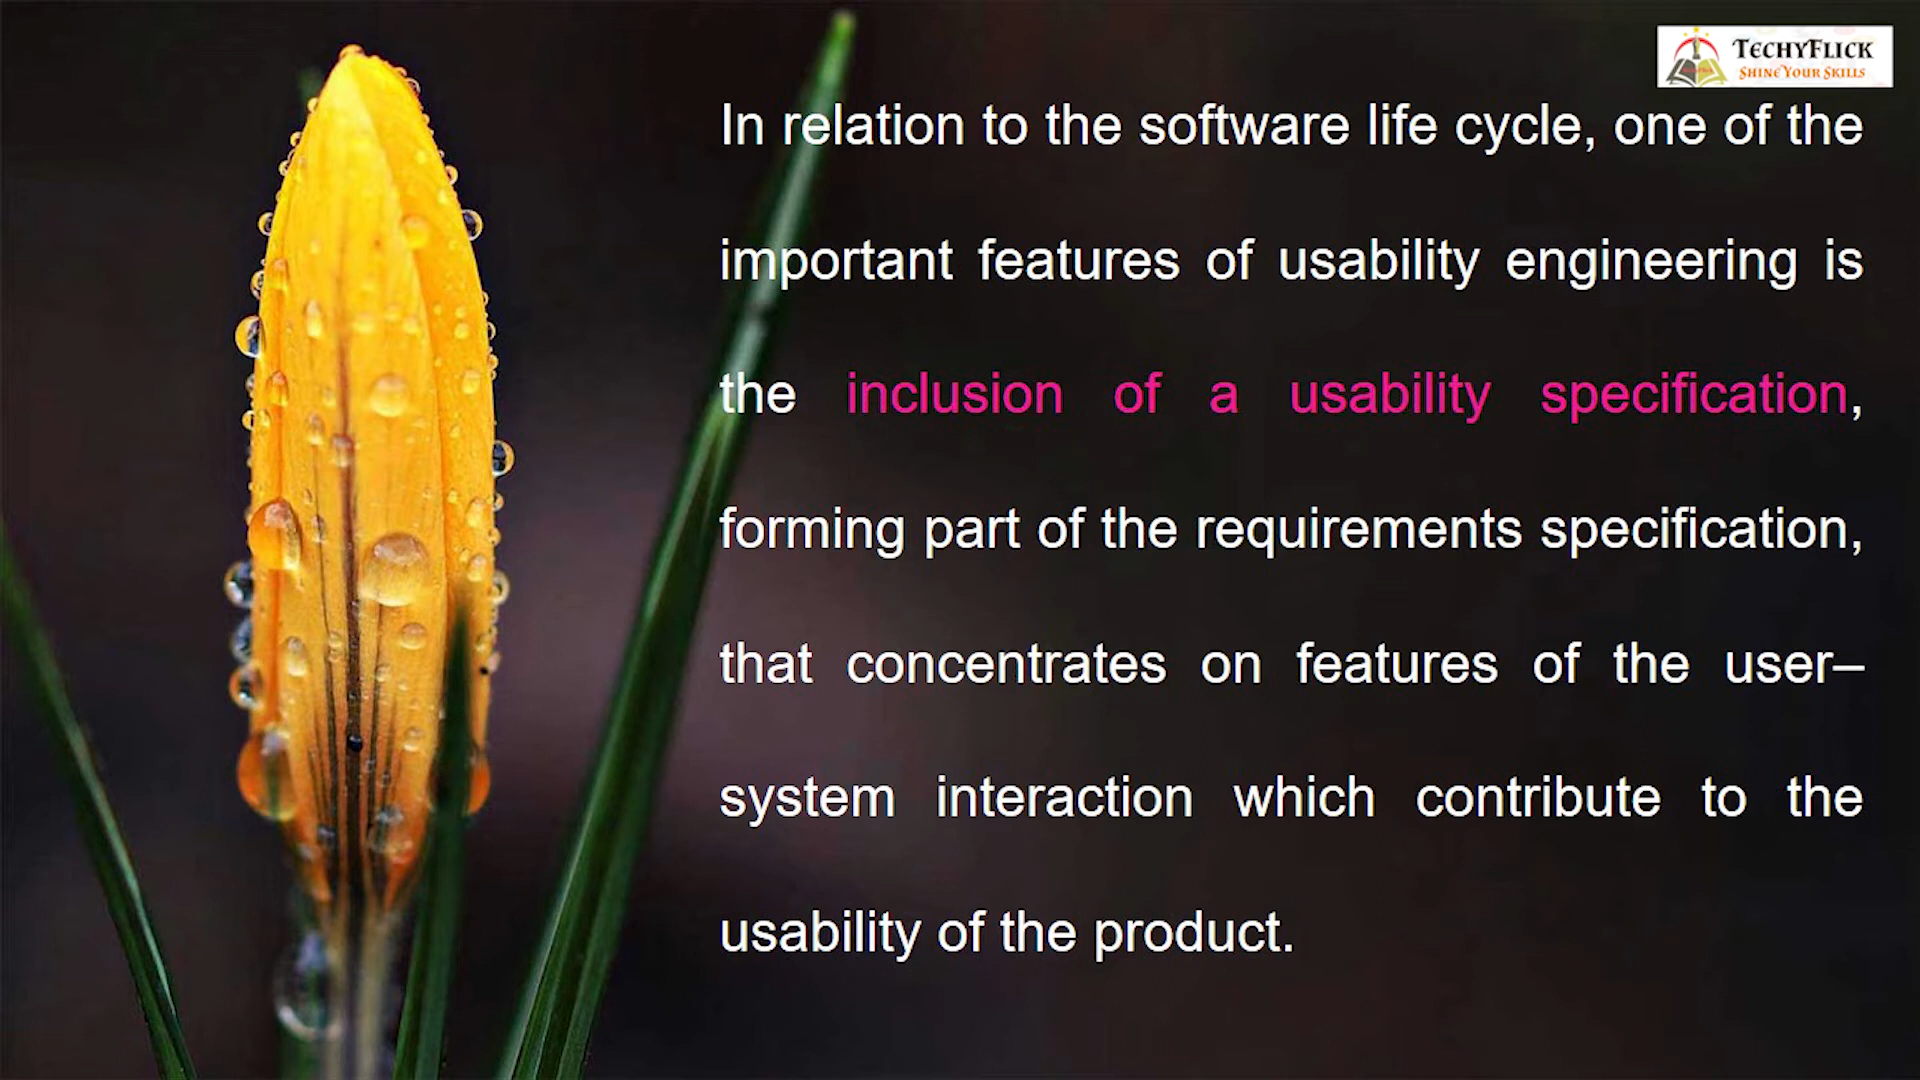 TECHYFLICK
SHINE YOUR SKILLS
In relation to the software life cycle, one of the
important features of usability engineering is
the inclusion of a usability specification,
forming part of the requirements specification,
that concentrates on features of the user–
system interaction which contribute to the
usability of the product.